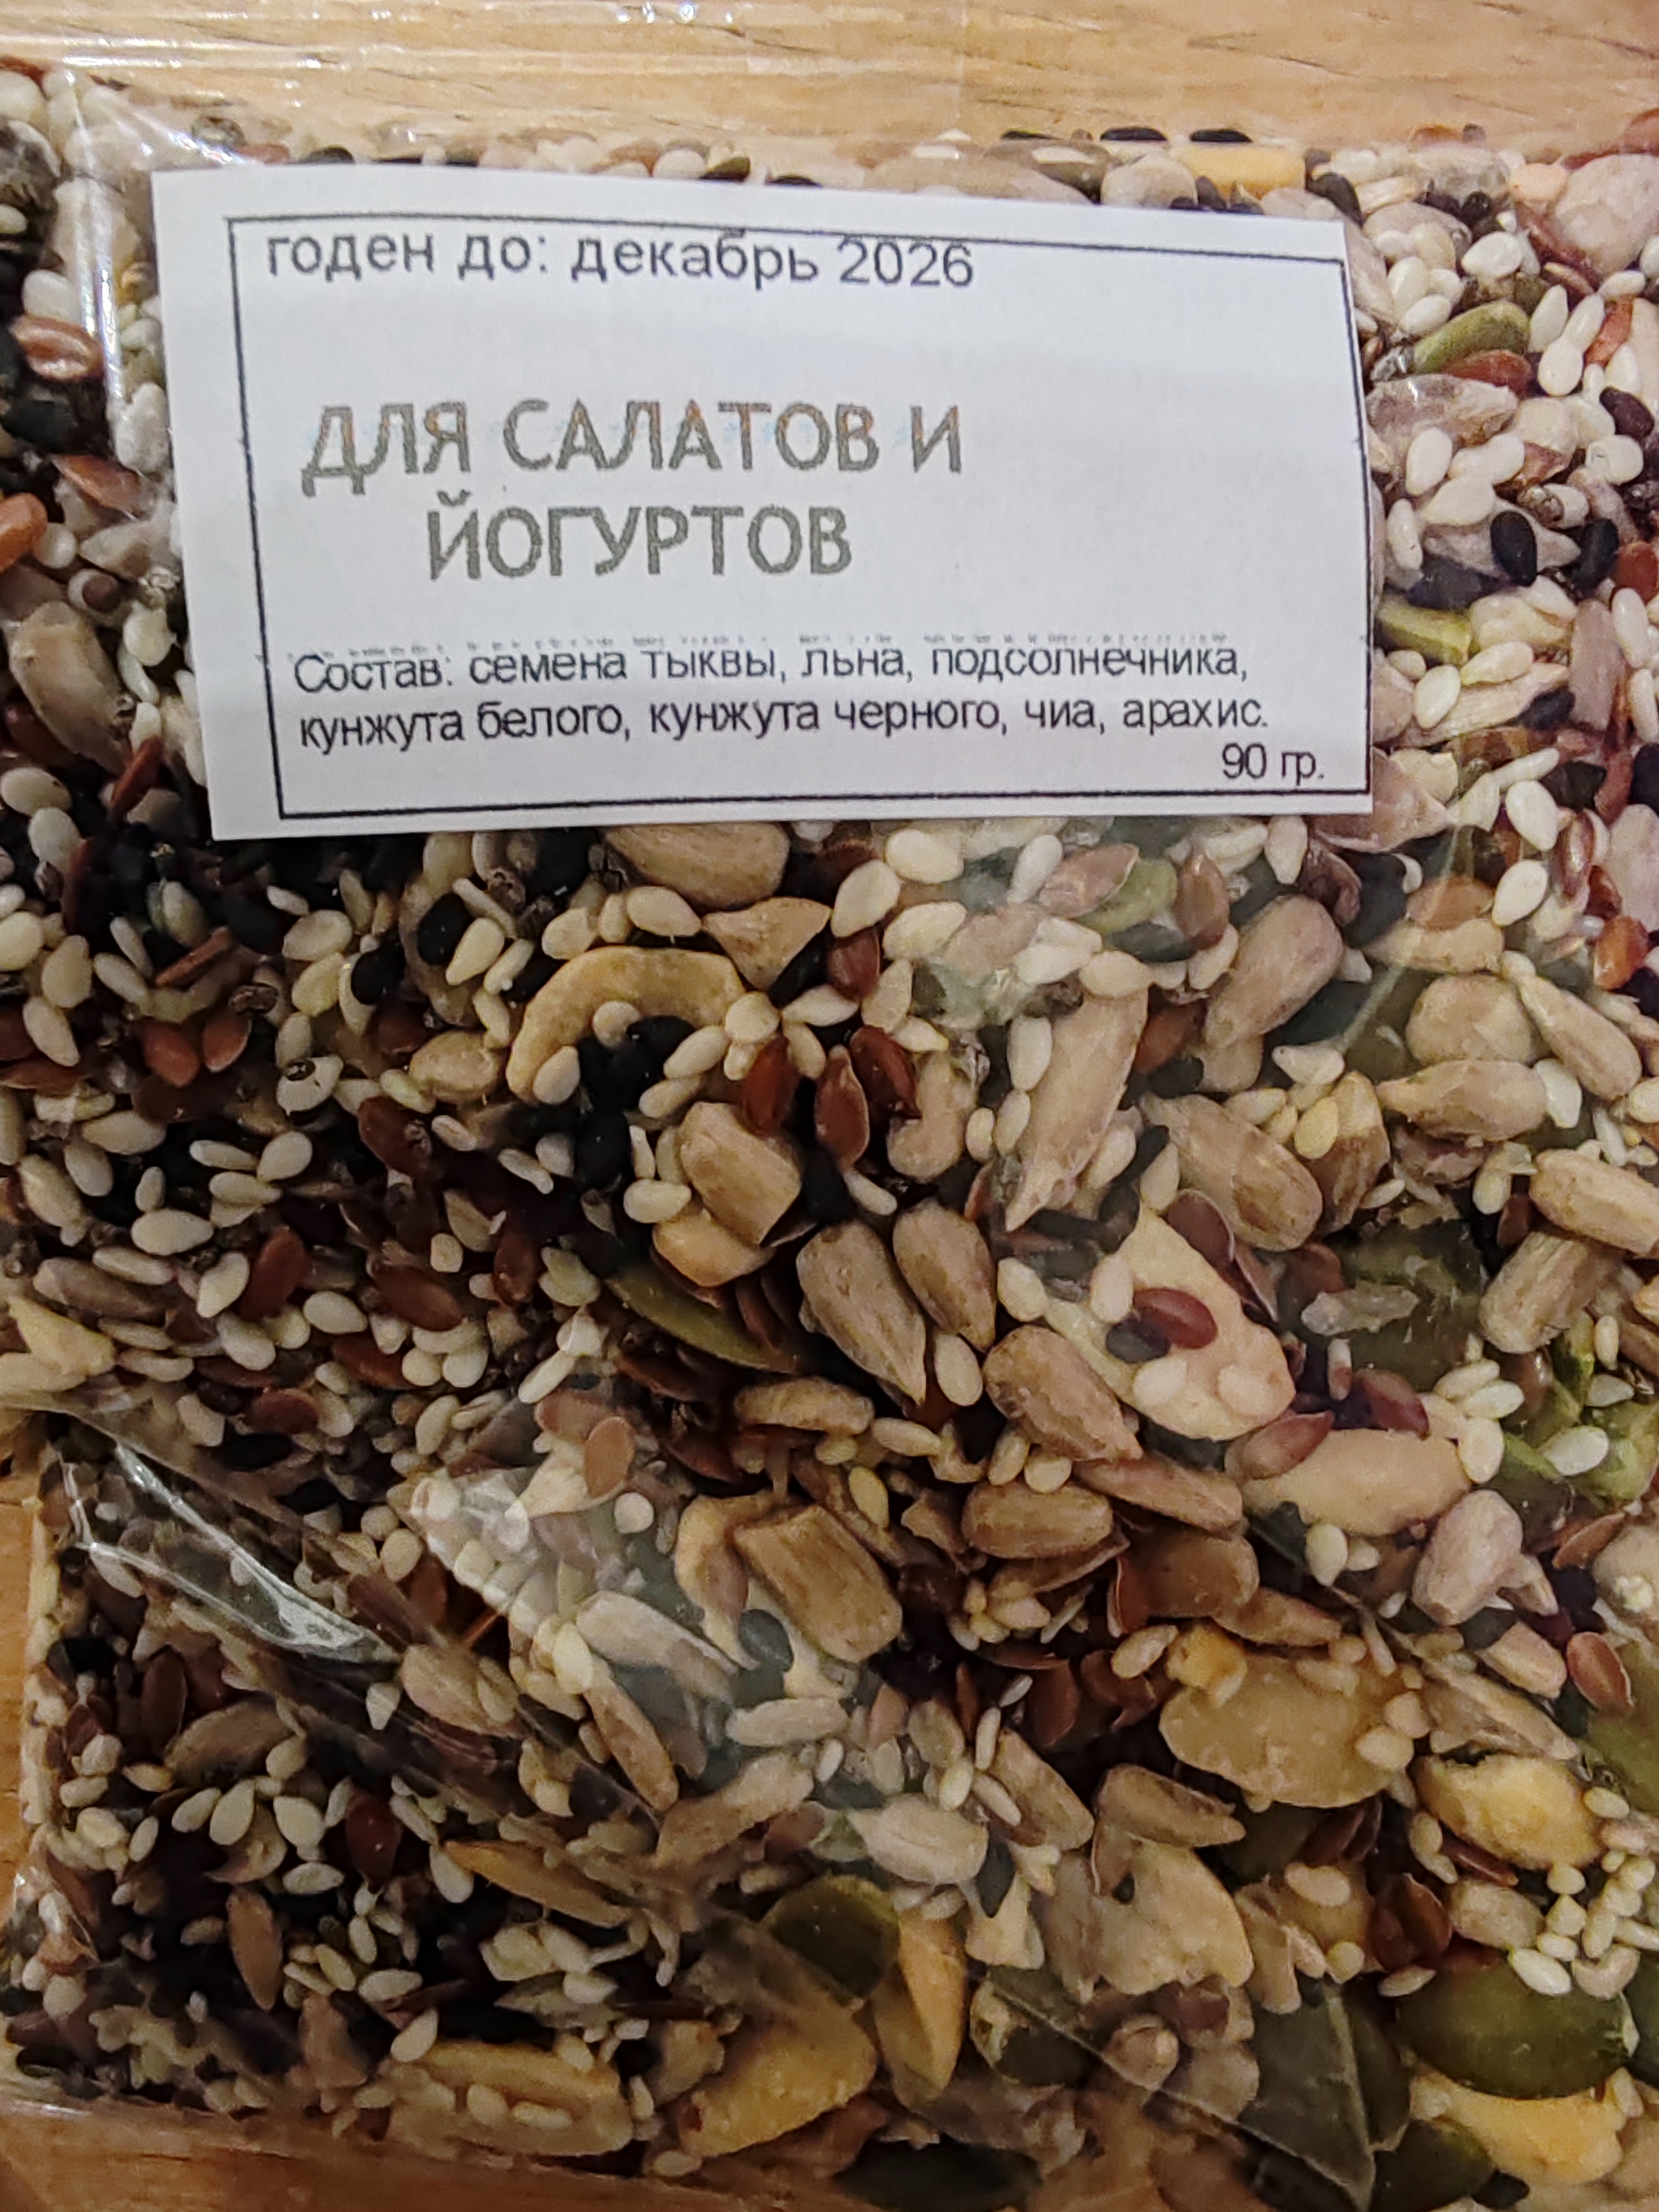 годен до: декабрь 2026
ДЛЯ САЛАТОВ И
ЙОГУРТОВ
Состав: семена тыквы, льна, подсолнечника,
кунжута белого, кунжута черного, чиа, арахис.
90 гр.